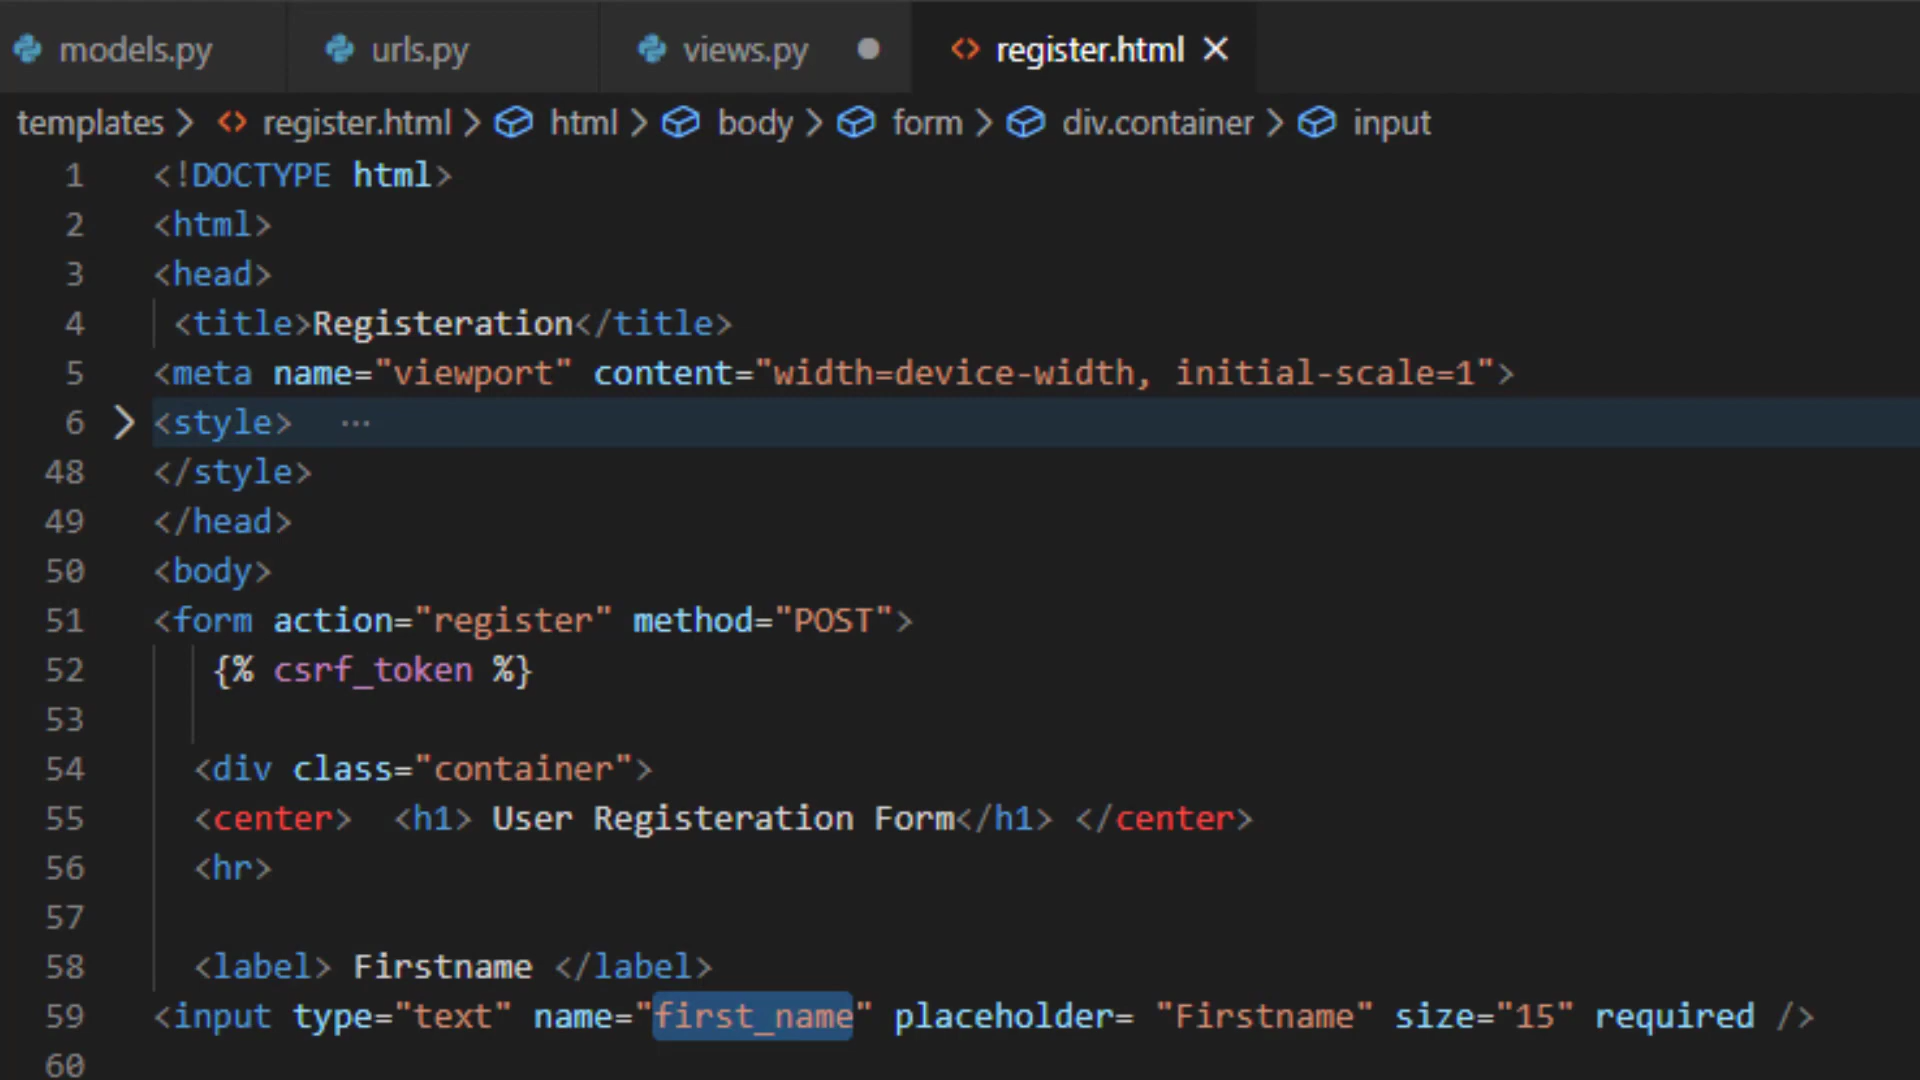 models.py urls.py views.py register.html
templates > register.html > html > body > form > div.container > input
1 <!DOCTYPE html>
2 <html>
3 <head>
4 <title>Registeration</title>
5 <meta name="viewport" content="width=device-width, initial-scale=1">
6 <style> ...
48 </style>
49 </head>
50 <body>
51 <form action="register" method="POST">
52 {% csrf_token %}
53
54 <div class="container">
55 <center> <h1> User Registeration Form</h1> </center>
56 <hr>
57
58 <label> Firstname </label>
59 <input type="text" name="first_name" placeholder= "Firstname" size="15" required />
60